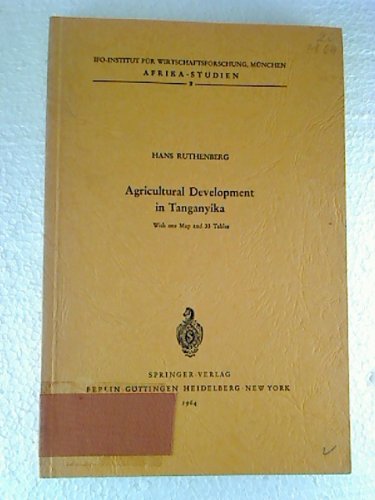 IFO-INSTITUT FÜR WIRTSCHAFTSFORSCHUNG, MÜNCHEN
AFRIKA-STUDIEN
HANS RUTHENBERG
Agricultural Development
in Tanganyika
With one Map and 33 Tables
SPRINGER-VERLAG
BERLIN·GÖTTINGEN·HEIDELBERG·NEW YORK
1964